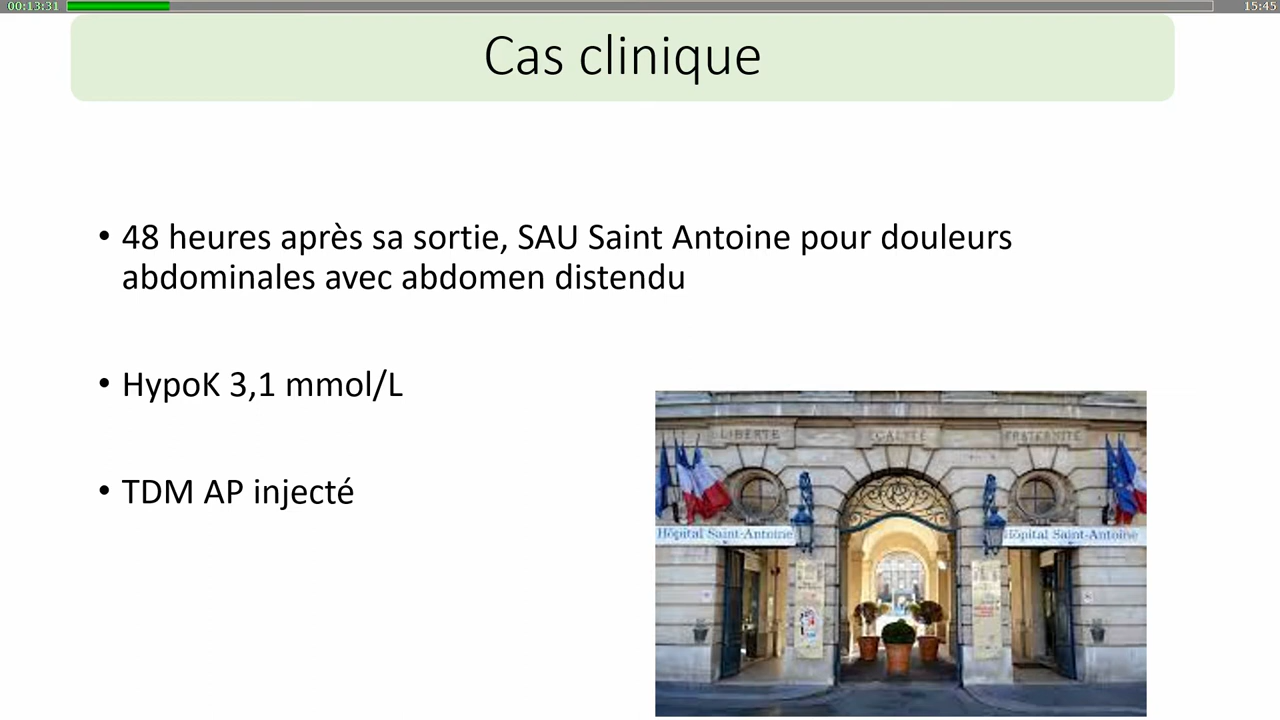 00:13:31
15:45
Cas clinique
• 48 heures après sa sortie, SAU Saint Antoine pour douleurs
abdominales avec abdomen distendu
• HypoK 3,1 mmol/L
• TDM AP injecté
LIBERTE EGALITE FRATERNITE
Hôpital Saint-Antoine Hôpital Saint-Antoine